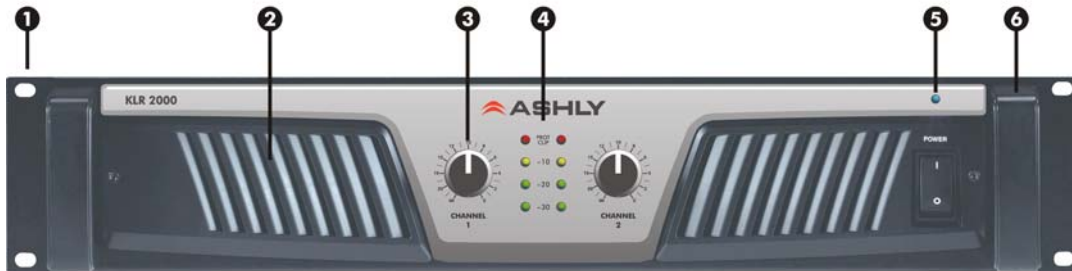 1 2 3 4 5 6
KLR 2000
ASHLY
PROT
CLIP
-10
-20
-30
CHANNEL
1
CHANNEL
2
POWER
I
O